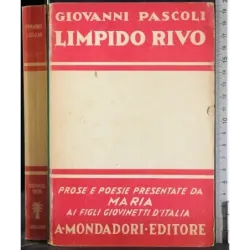 GIOVANNI PASCOLI
LIMPIDO RIVO
PROSE E POESIE PRESENTATE DA
MARIA
AI FIGLI GIOVINETTI D'ITALIA
A·MONDADORI·EDITORE